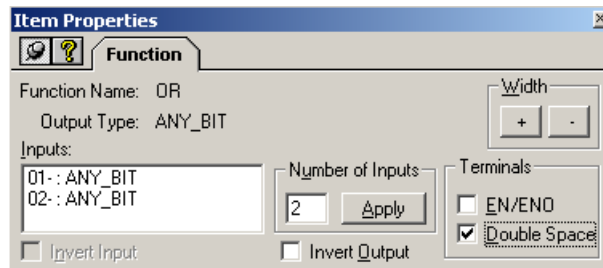 Item Properties
Function
Function Name: OR
Output Type: ANY_BIT
Inputs:
01- : ANY_BIT
02- : ANY_BIT
Invert Input
Number of Inputs
2 Apply
Invert Output
Width
+ -
Terminals
EN/ENO
Double Space